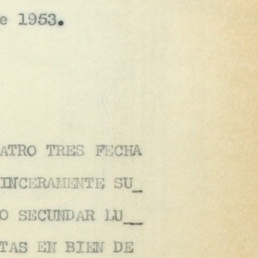 e 1953.
ATRO TRES FECHA
INCERAMENTE SU_
O SECUNDAR LU__
TAS EN BIEN DE